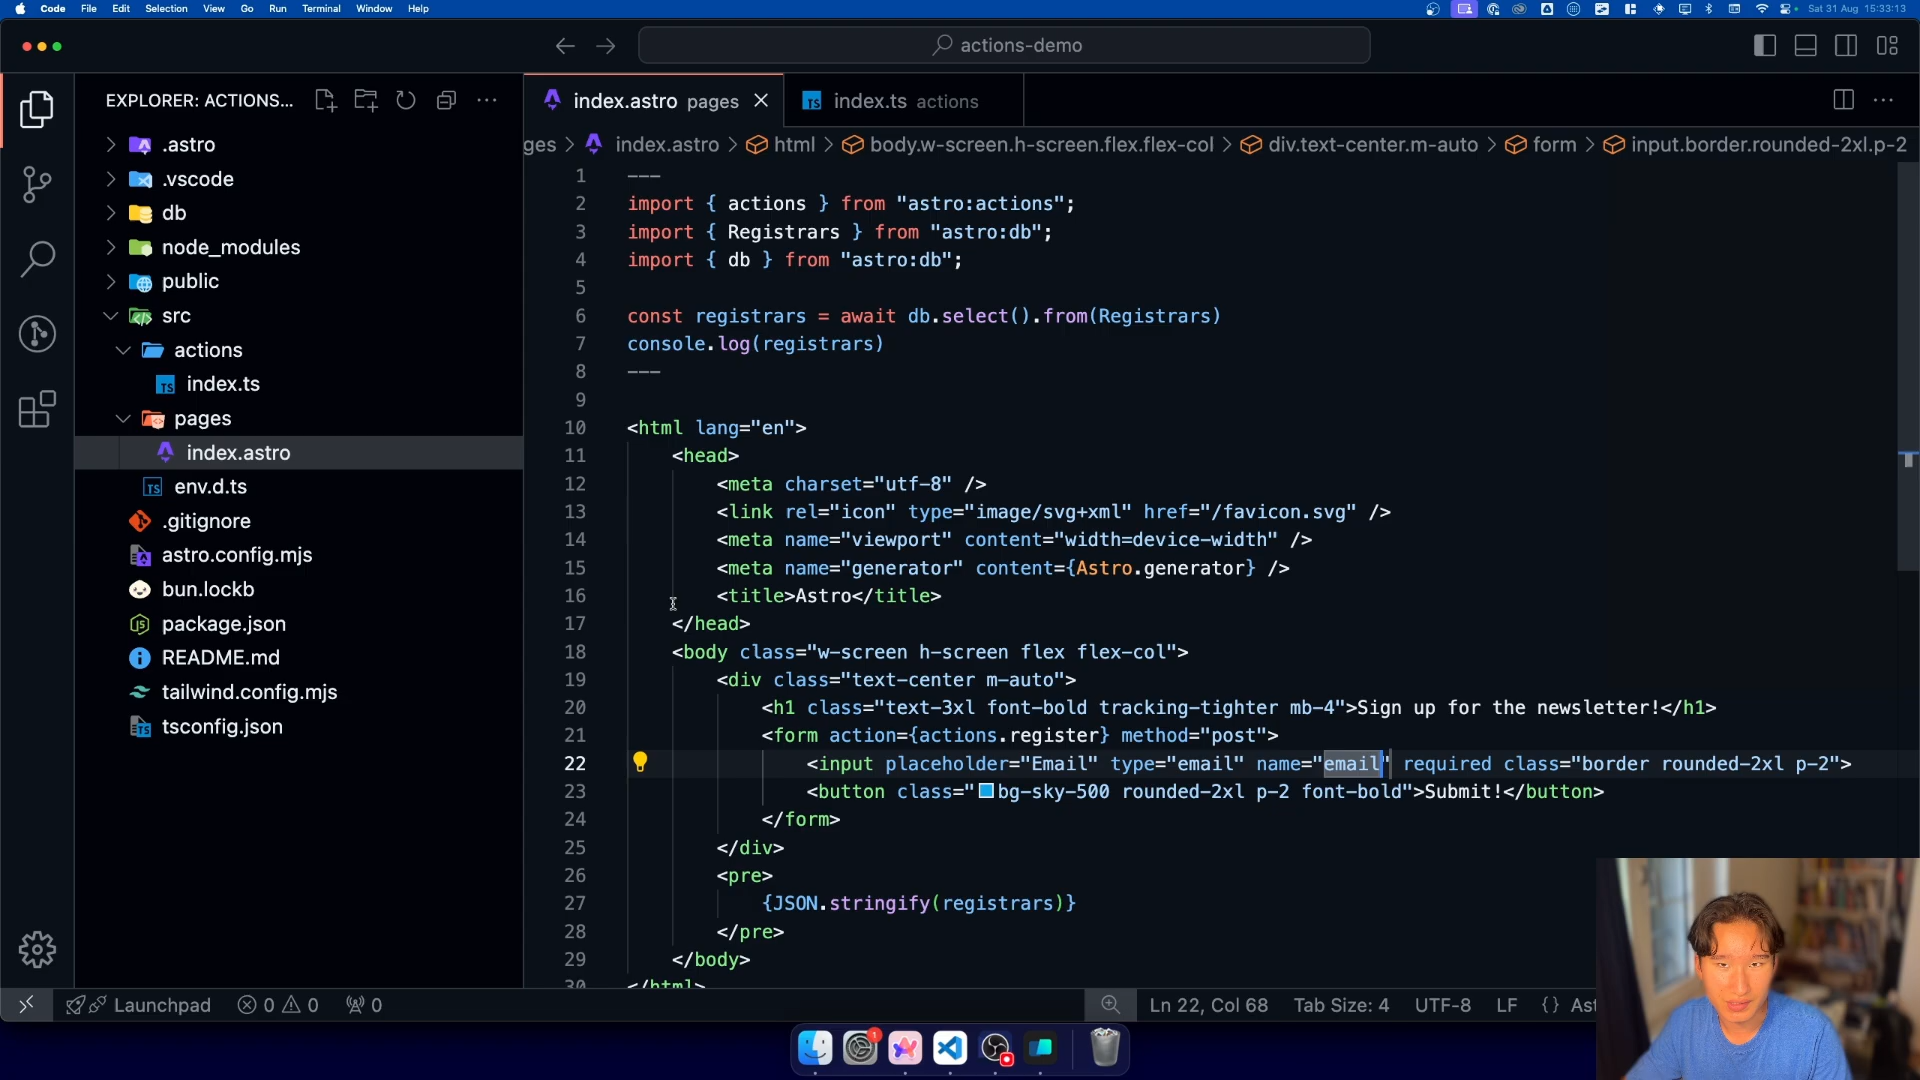 Code File Edit Selection View Go Run Terminal Window Help
Sat 31 Aug 15:33:13
actions-demo
EXPLORER: ACTIONS...
index.astro pages
index.ts actions
ges > index.astro > html > body.w-screen.h-screen.flex.flex-col > div.text-center.m-auto > form > input.border.rounded-2xl.p-2
.astro
.vscode
db
node_modules
public
src
actions
index.ts
pages
index.astro
env.d.ts
.gitignore
astro.config.mjs
bun.lockb
package.json
README.md
tailwind.config.mjs
tsconfig.json
1 ---
2 import { actions } from "astro:actions";
3 import { Registrars } from "astro:db";
4 import { db } from "astro:db";
5
6 const registrars = await db.select().from(Registrars)
7 console.log(registrars)
8 ---
9
10 <html lang="en">
11 <head>
12 <meta charset="utf-8" />
13 <link rel="icon" type="image/svg+xml" href="/favicon.svg" />
14 <meta name="viewport" content="width=device-width" />
15 <meta name="generator" content={Astro.generator} />
16 <title>Astro</title>
17 </head>
18 <body class="w-screen h-screen flex flex-col">
19 <div class="text-center m-auto">
20 <h1 class="text-3xl font-bold tracking-tighter mb-4">Sign up for the newsletter!</h1>
21 <form action={actions.register} method="post">
22 <input placeholder="Email" type="email" name="email" required class="border rounded-2xl p-2">
23 <button class="bg-sky-500 rounded-2xl p-2 font-bold">Submit!</button>
24 </form>
25 </div>
26 <pre>
27 {JSON.stringify(registrars)}
28 </pre>
29 </body>
30 </html>
Launchpad 0 0 0
Ln 22, Col 68 Tab Size: 4 UTF-8 LF {} Ast
1